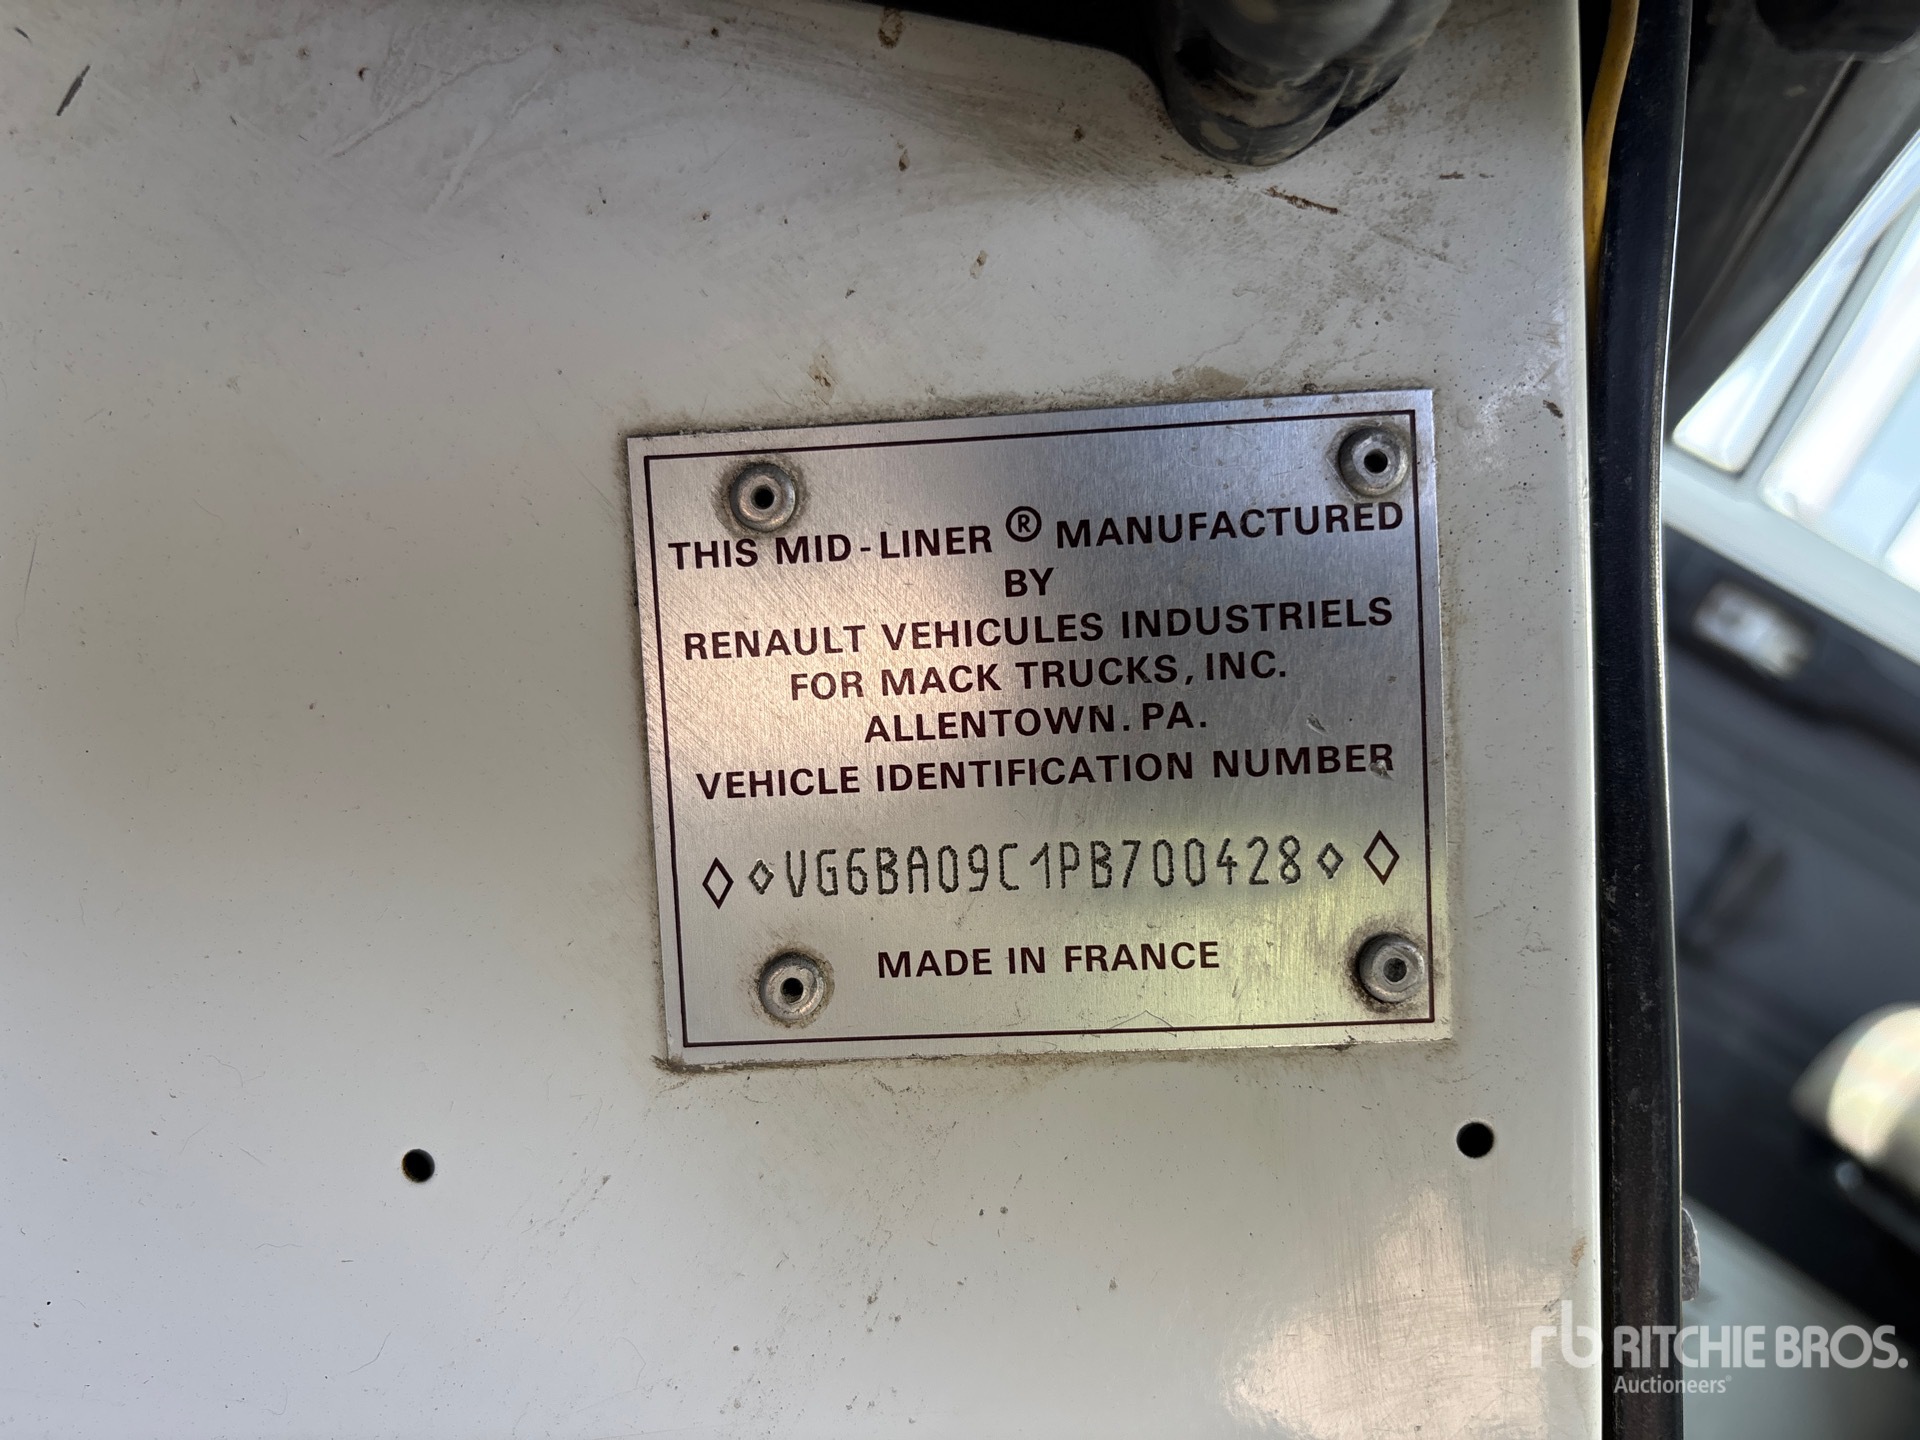 THIS MID-LINER ® MANUFACTURED
BY
RENAULT VEHICULES INDUSTRIELS
FOR MACK TRUCKS, INC.
ALLENTOWN. PA.
VEHICLE IDENTIFICATION NUMBER
◊ ◊VG6BA09C1PB700428◊ ◊
MADE IN FRANCE
rb RITCHIE BROS.
Auctioneers®